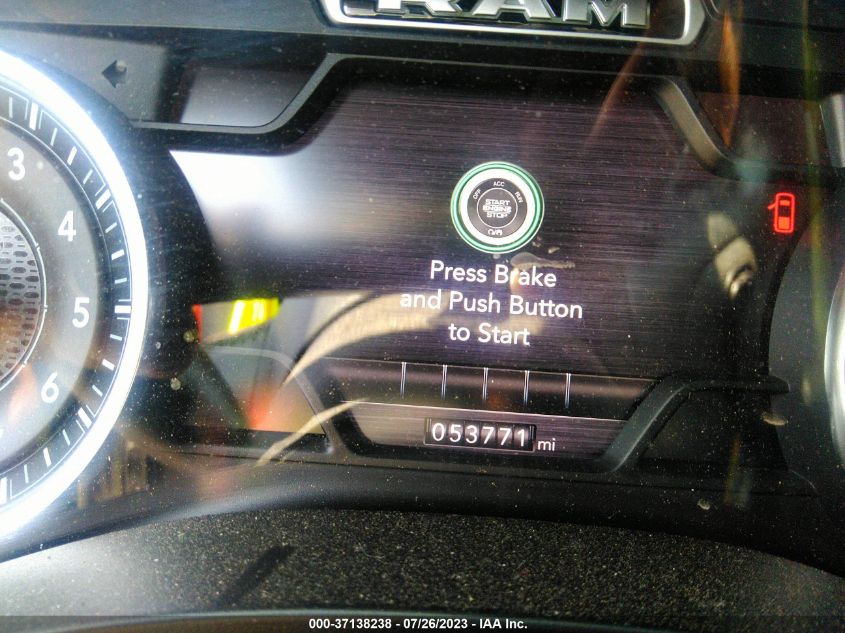 RAM
3
4
5
6
OFF
ACC
RUN
START
ENGINE
STOP
Press Brake
and Push Button
to Start
053771 mi
000-37138238 - 07/26/2023 - IAA Inc.